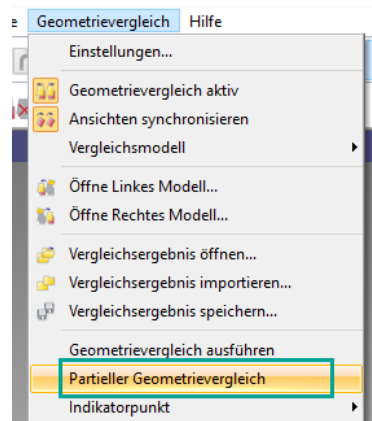 e Geometrievergleich Hilfe
Einstellungen...
Geometrievergleich aktiv
Ansichten synchronisieren
Vergleichsmodell
Öffne Linkes Modell...
Öffne Rechtes Modell...
Vergleichsergebnis öffnen...
Vergleichsergebnis importieren...
Vergleichsergebnis speichern...
Geometrievergleich ausführen
Partieller Geometrievergleich
Indikatorpunkt